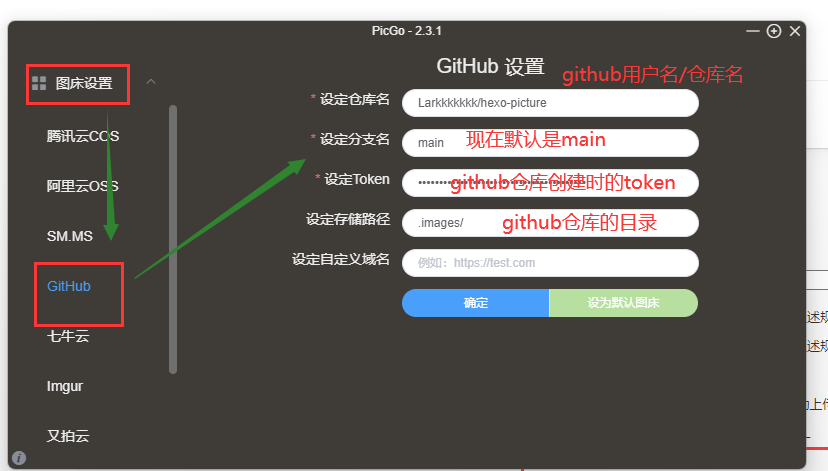 PicGo - 2.3.1
图床设置
腾讯云COS
阿里云OSS
SM.MS
GitHub
七牛云
Imgur
又拍云
GitHub 设置
github用户名/仓库名
* 设定仓库名
Larkkkkkkk/hexo-picture
* 设定分支名
main
现在默认是main
* 设定Token
github仓库创建时的token
设定存储路径
.images/
github仓库的目录
设定自定义域名
例如：https://test.com
确定
设为默认图床
述规
述规
上传